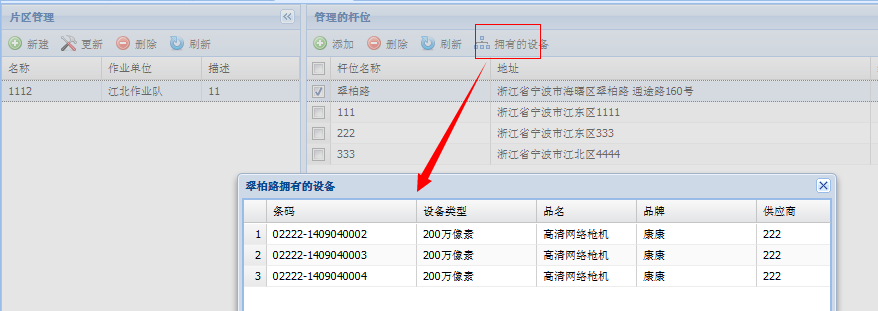 片区管理
新建 更新 删除 刷新
名称 作业单位 描述
1112 江北作业队 11
管理的杆位
添加 删除 刷新 拥有的设备
杆位名称 地址
翠柏路 浙江省宁波市海曙区翠柏路 通途路160号
111 浙江省宁波市江东区1111
222 浙江省宁波市江东区333
333 浙江省宁波市江北区4444
翠柏路拥有的设备
条码 设备类型 品名 品牌 供应商
1 02222-1409040002 200万像素 高清网络枪机 康康 222
2 02222-1409040003 200万像素 高清网络枪机 康康 222
3 02222-1409040004 200万像素 高清网络枪机 康康 222